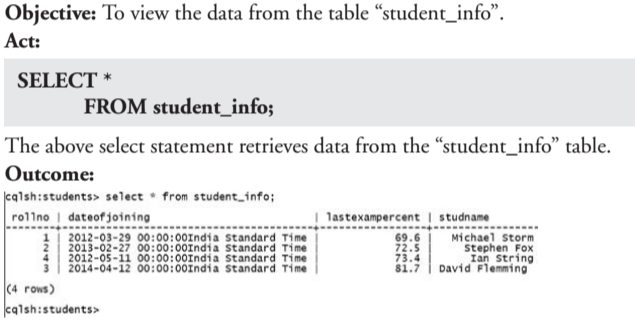 Objective: To view the data from the table “student_info”.
Act:
SELECT *
FROM student_info;
The above select statement retrieves data from the “student_info” table.
Outcome:
cqlsh:students> select * from student_info;
rollno | dateofjoining | lastexampercent | studname
1 | 2012-03-29 00:00:00India Standard Time | 69.6 | Michael Storm
2 | 2013-02-27 00:00:00India Standard Time | 72.5 | Stephen Fox
4 | 2012-05-11 00:00:00India Standard Time | 73.4 | Ian String
3 | 2014-04-12 00:00:00India Standard Time | 81.7 | David Flemming
(4 rows)
cqlsh:students>